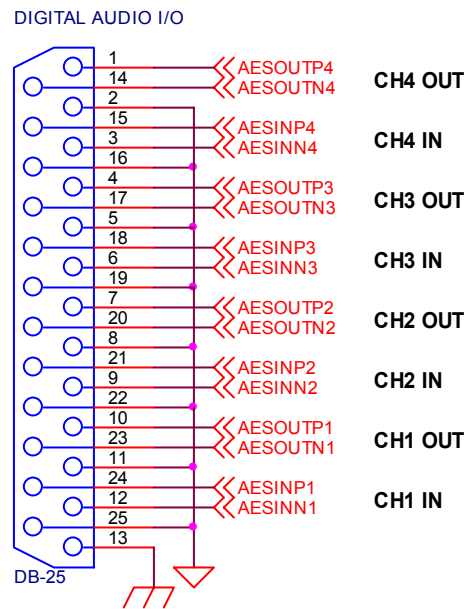 DIGITAL AUDIO I/O
1 AESOUTP4
14 AESOUTN4 CH4 OUT
2
15 AESINP4
3 AESINN4 CH4 IN
16
4 AESOUTP3
17 AESOUTN3 CH3 OUT
5
18 AESINP3
6 AESINN3 CH3 IN
19
7 AESOUTP2
20 AESOUTN2 CH2 OUT
8
21 AESINP2
9 AESINN2 CH2 IN
22
10 AESOUTP1
23 AESOUTN1 CH1 OUT
11
24 AESINP1
12 AESINN1 CH1 IN
25
13
DB-25